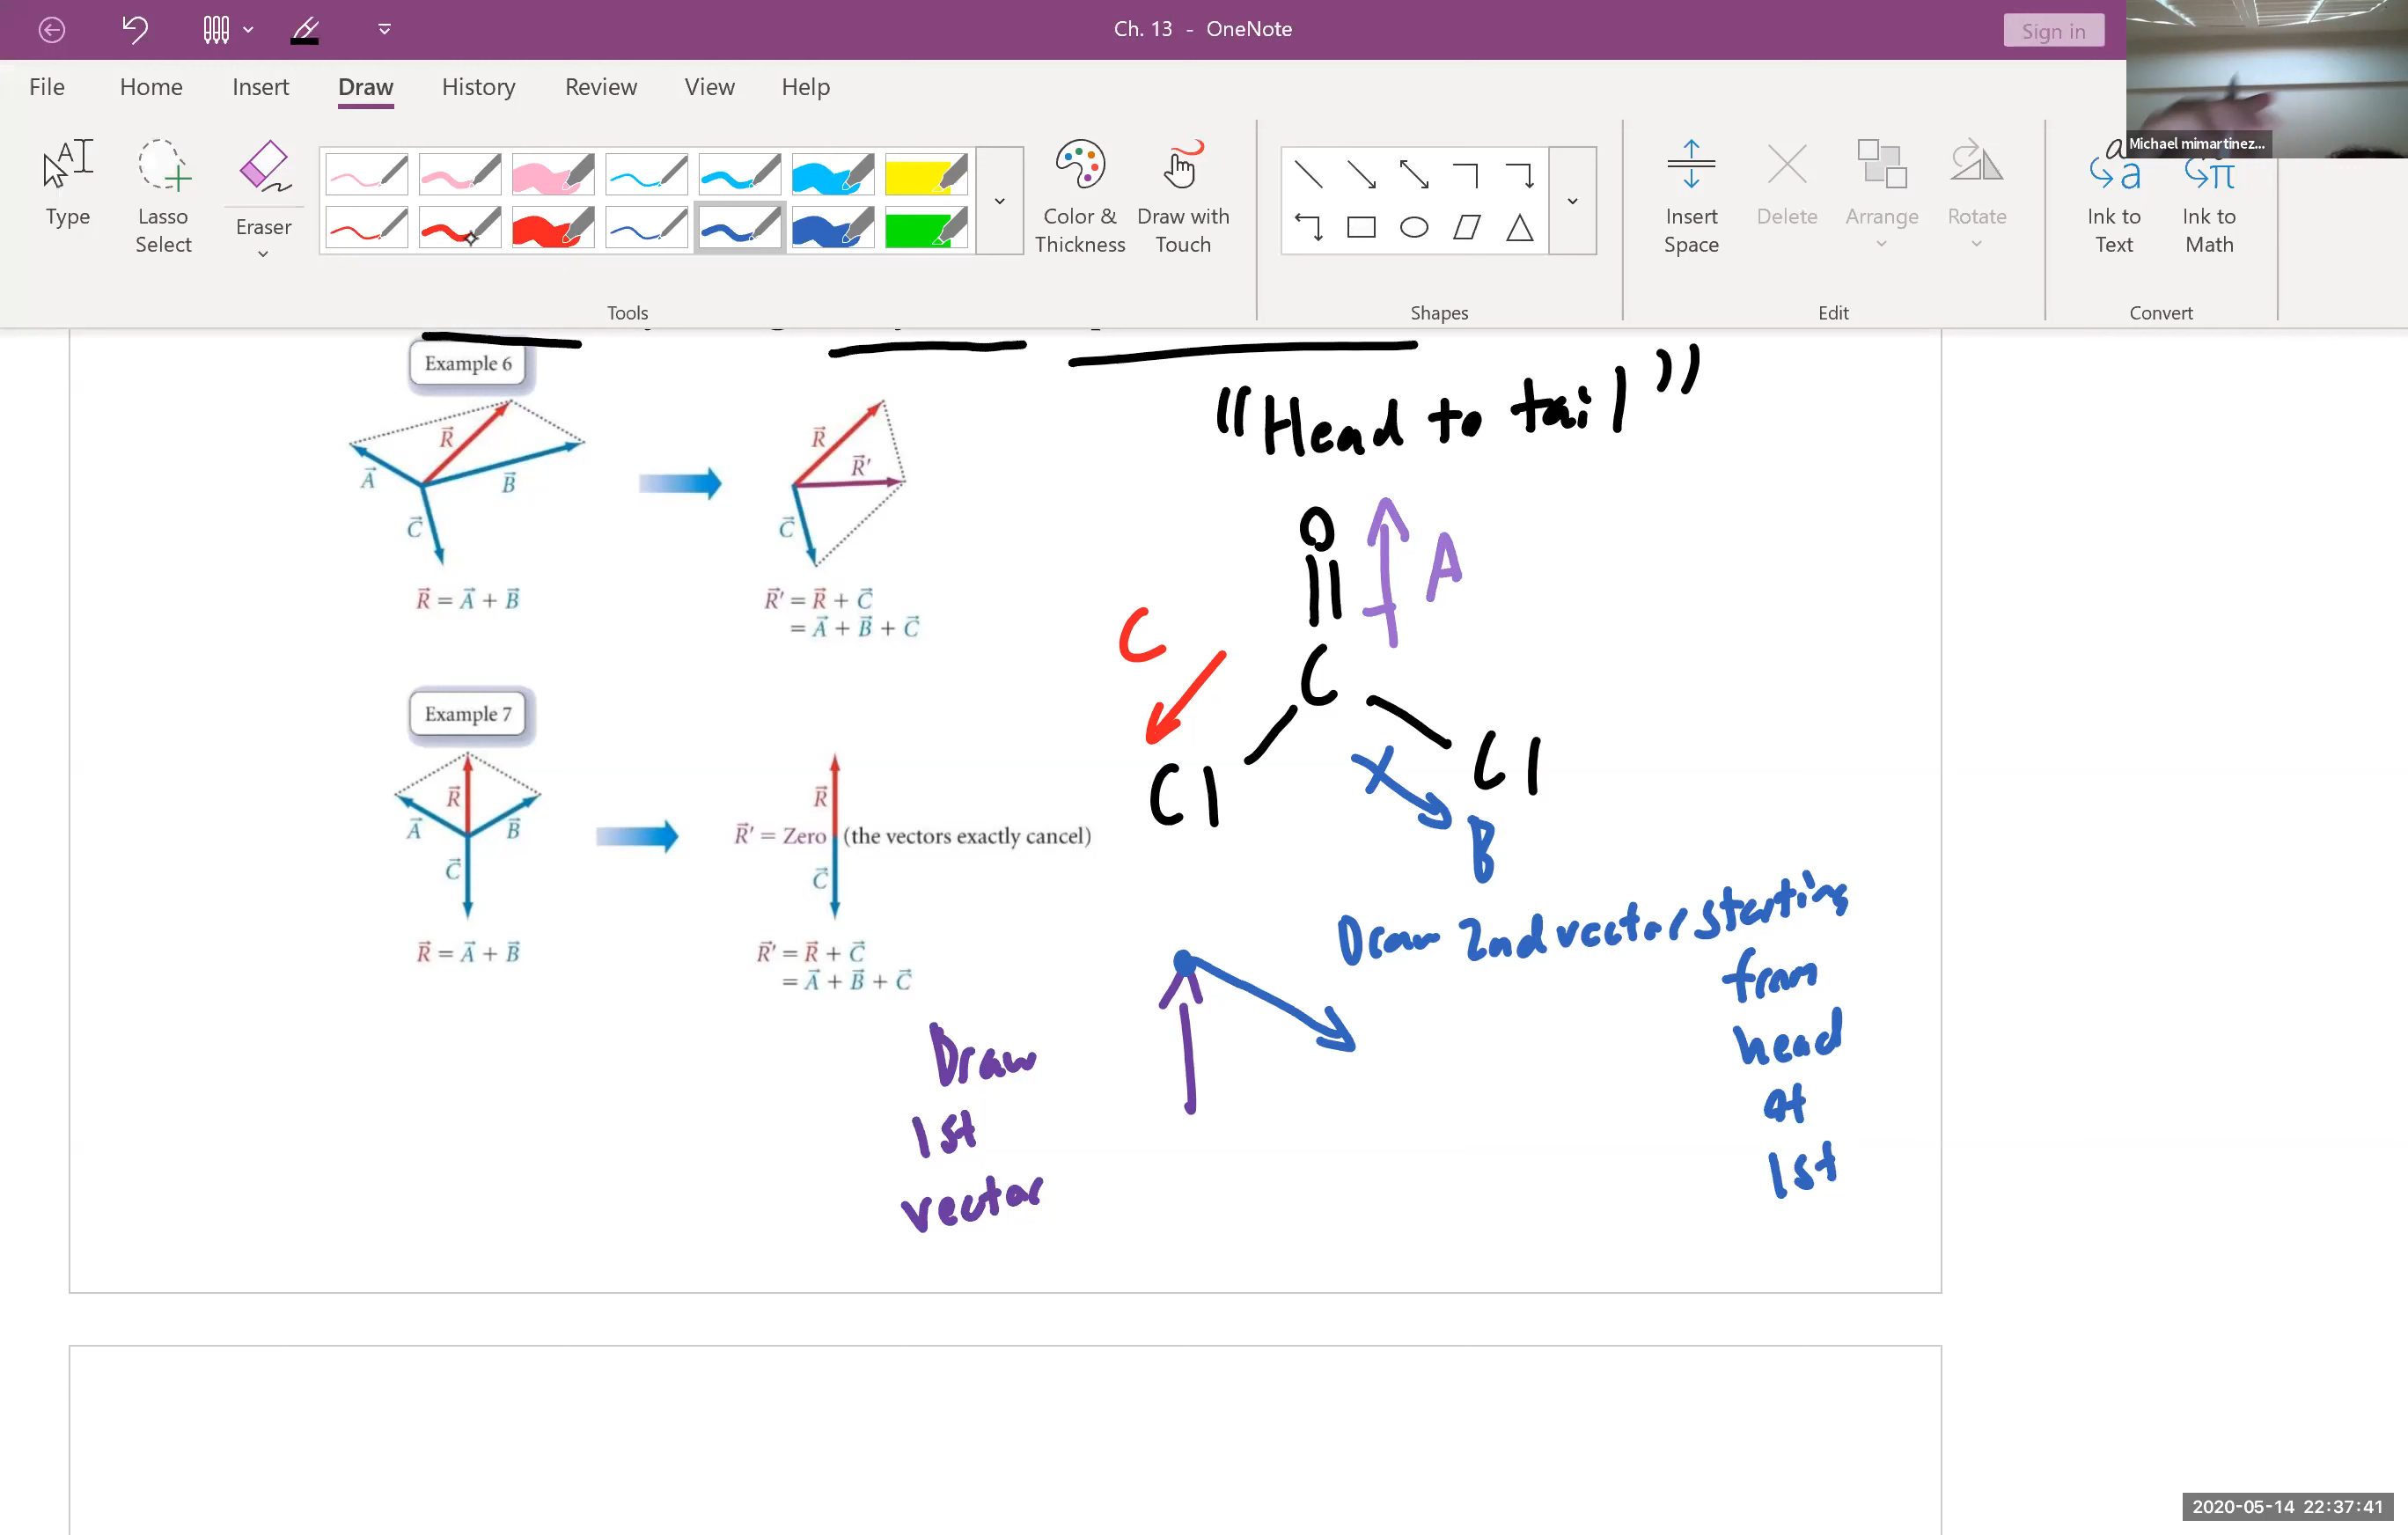 Ch. 13 - OneNote
Sign in
File Home Insert Draw History Review View Help
Michael mimartinez...
Type
Lasso Select
Eraser
Color & Thickness
Draw with Touch
Insert Space
Delete
Arrange
Rotate
Ink to Text
Ink to Math
Tools
Shapes
Edit
Convert
Example 6
"Head to tail"
R⃗
A⃗
B⃗
C⃗
R⃗ = A⃗ + B⃗
R⃗
R⃗'
C⃗
R⃗' = R⃗ + C⃗
= A⃗ + B⃗ + C⃗
O
A
C
C
Cl
Cl
B
Example 7
R⃗
A⃗
B⃗
C⃗
R⃗ = A⃗ + B⃗
R⃗
R⃗' = Zero (the vectors exactly cancel)
C⃗
R⃗' = R⃗ + C⃗
= A⃗ + B⃗ + C⃗
Draw 2nd vector starting
from
head
at
1st
Draw
1st
vector
2020-05-14 22:37:41